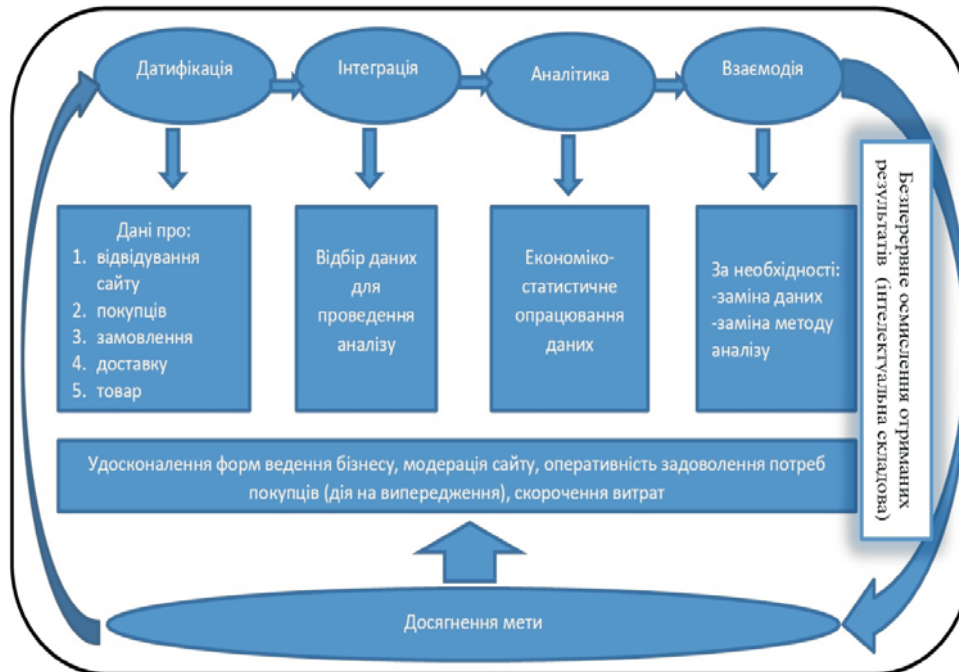 Датифікація
Інтеграція
Аналітика
Взаємодія
Дані про:
1. відвідування
сайту
2. покупців
3. замовлення
4. доставку
5. товар
Відбір даних
для
проведення
аналізу
Економіко-
статистичне
опрацювання
даних
За необхідності:
-заміна даних
-заміна методу
аналізу
Безперервне осмислення отриманих
результатів (інтелектуальна складова)
Удосконалення форм ведення бізнесу, модерація сайту, оперативність задоволення потреб
покупців (дія на випередження), скорочення витрат
Досягнення мети